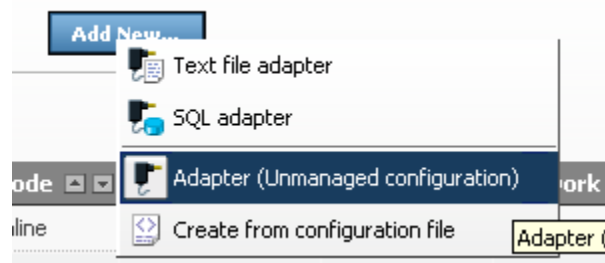 Add New...
Text file adapter
SQL adapter
ode
Adapter (Unmanaged configuration)
ork
line
Create from configuration file
Adapter (